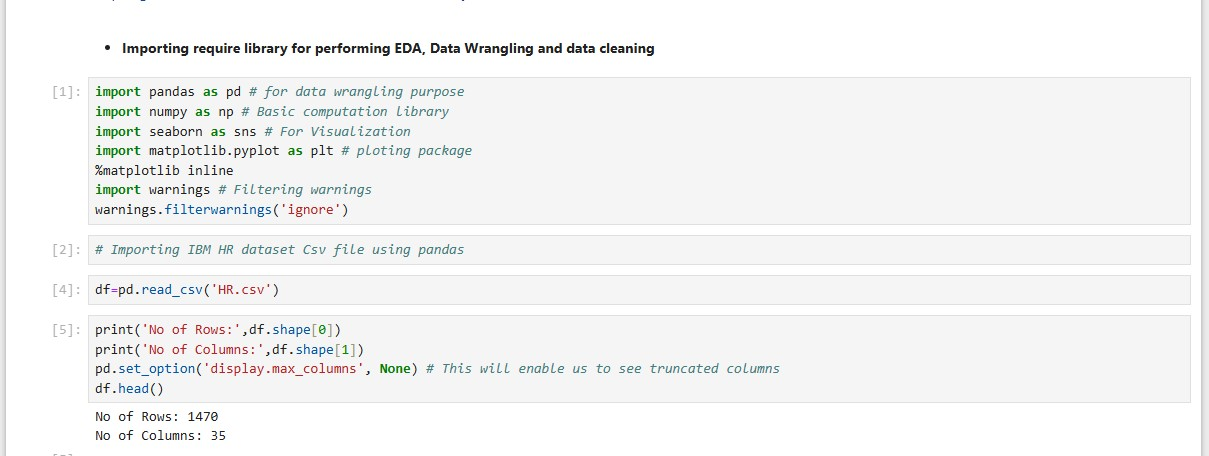 • Importing require library for performing EDA, Data Wrangling and data cleaning
[1]: import pandas as pd # for data wrangling purpose
import numpy as np # Basic computation library
import seaborn as sns # For Visualization
import matplotlib.pyplot as plt # ploting package
%matplotlib inline
import warnings # Filtering warnings
warnings.filterwarnings('ignore')
[2]: # Importing IBM HR dataset Csv file using pandas
[4]: df=pd.read_csv('HR.csv')
[5]: print('No of Rows:',df.shape[0])
print('No of Columns:',df.shape[1])
pd.set_option('display.max_columns', None) # This will enable us to see truncated columns
df.head()
No of Rows: 1470
No of Columns: 35